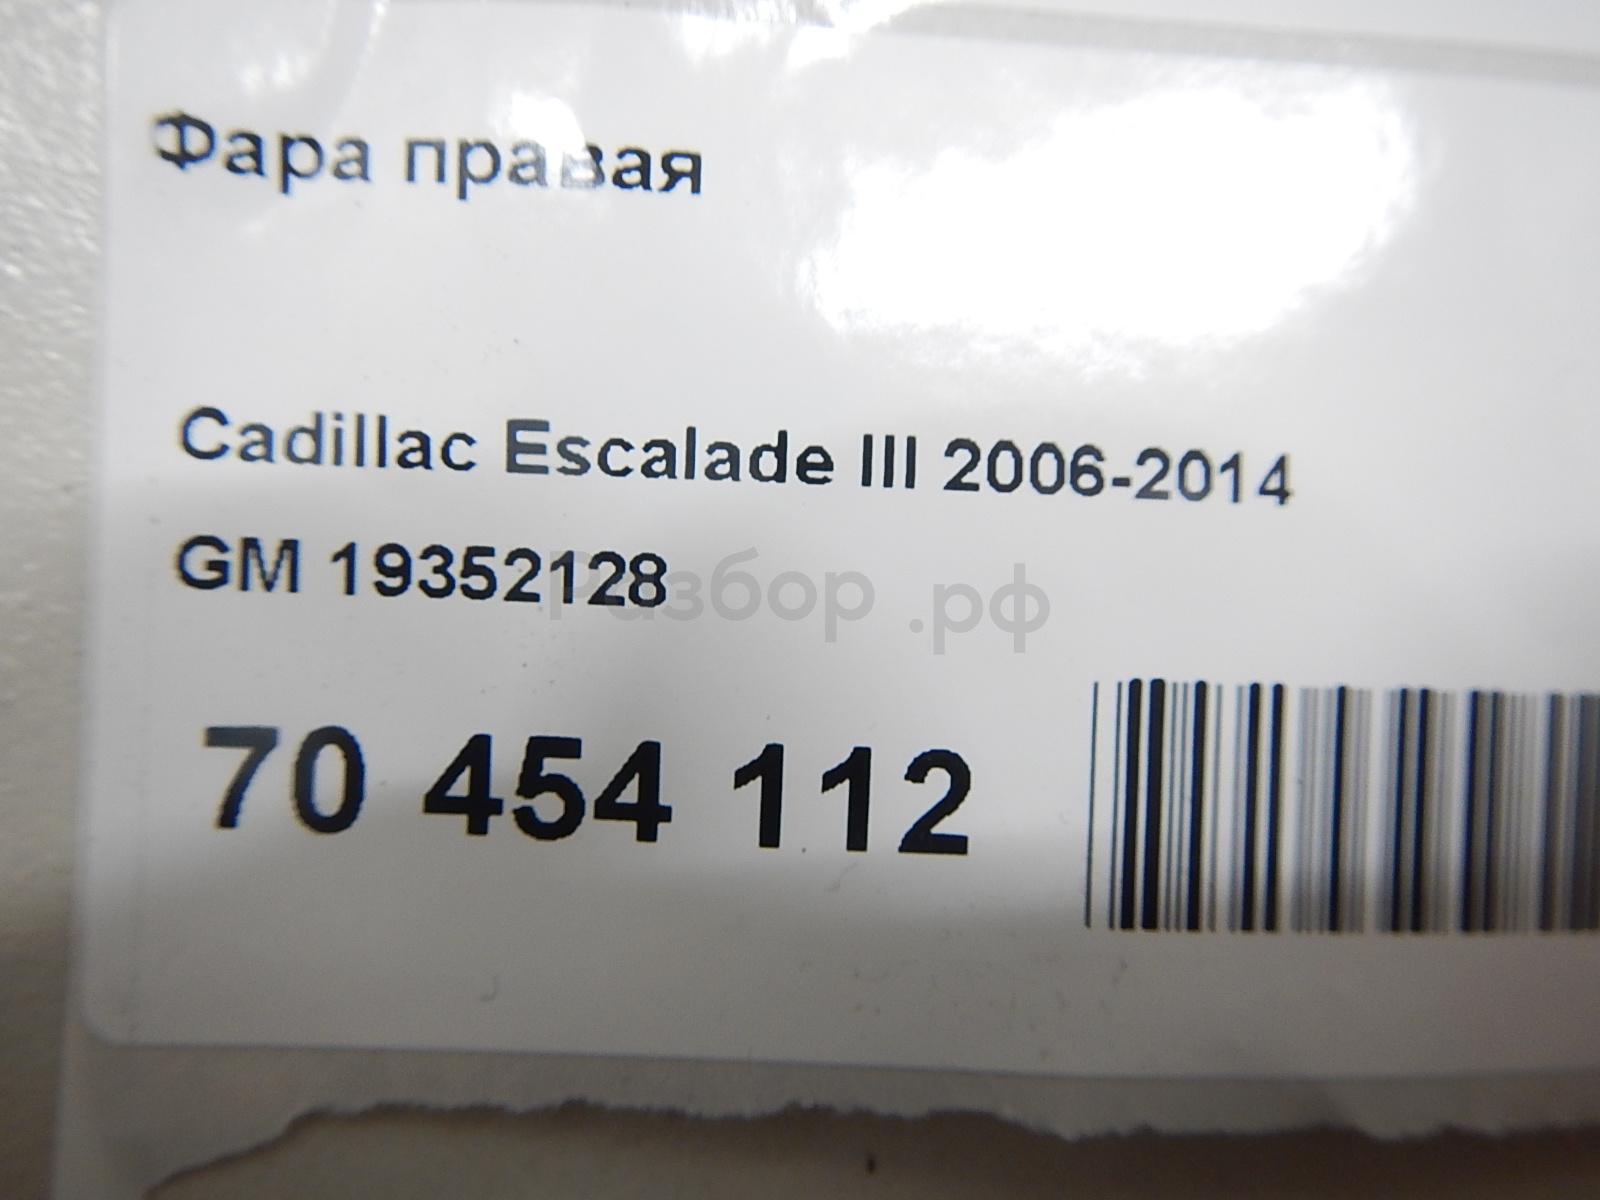 Фара правая
Cadillac Escalade III 2006-2014
GM 19352128
Разбор.рф
70 454 112